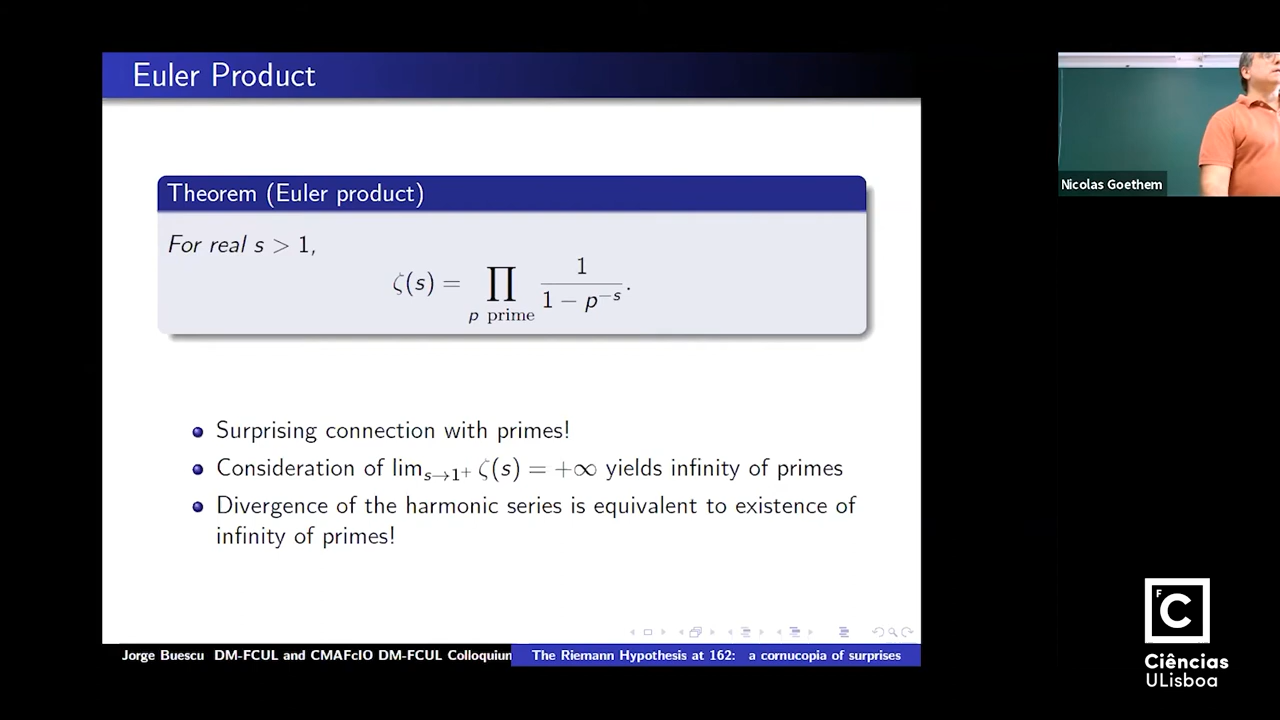 Euler Product
Theorem (Euler product)
For real s > 1,
ζ(s) = ∏_{p prime} 1/(1 − p^{−s}).
Surprising connection with primes!
Consideration of lim_{s→1⁺} ζ(s) = +∞ yields infinity of primes
Divergence of the harmonic series is equivalent to existence of
infinity of primes!
Jorge Buescu DM-FCUL and CMAFcIO DM-FCUL Colloquium
The Riemann Hypothesis at 162: a cornucopia of surprises
Nicolas Goethem
F
C
Ciências
ULisboa